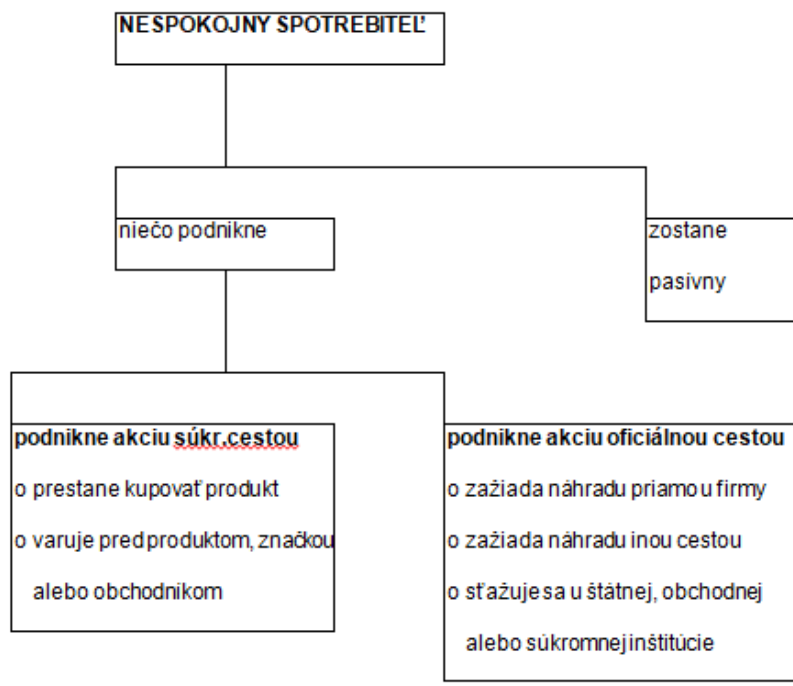 NESPOKOJNY SPOTREBITEĽ
niečo podnikne
zostane
pasívny
podnikne akciu súkr.cestou
o prestane kupovať produkt
o varuje pred produktom, značkou
alebo obchodníkom
podnikne akciu oficiálnou cestou
o zažiada náhradu priamo u firmy
o zažiada náhradu inou cestou
o sťažuje sa u štátnej, obchodnej
alebo súkromnej inštitúcie